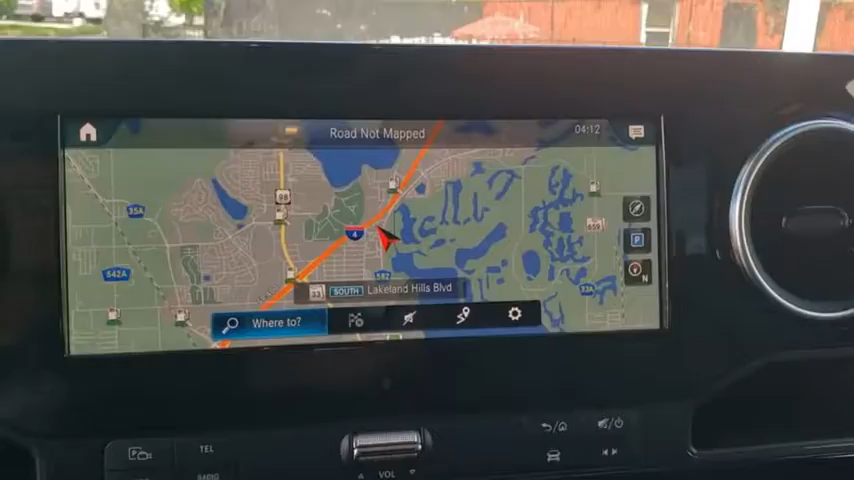 Road Not Mapped
04:12
98
35A
4
659
P
582
542A
N
33
SOUTH Lakeland Hills Blvd
33A
Where to?
TEL
RADIO
VOL